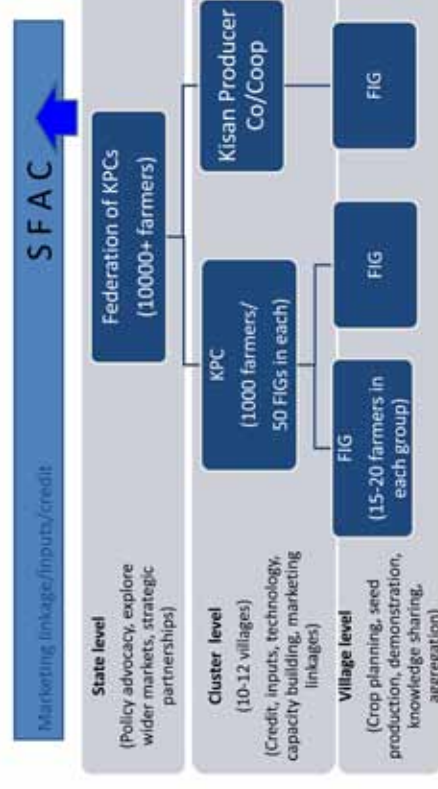 Marketing linkage/inputs/credit
S F A C
State level
(Policy advocacy, explore
wider markets, strategic
partnerships)
Federation of KPCs
(10000+ farmers)
Cluster level
(10-12 villages)
(Credit, inputs, technology,
capacity building, marketing
linkages)
KPC
(1000 farmers/
50 FIGs in each)
Kisan Producer
Co/Coop
Village level
(Crop planning, seed
production, demonstration,
knowledge sharing,
aggregation)
FIG
(15-20 farmers in
each group)
FIG
FIG